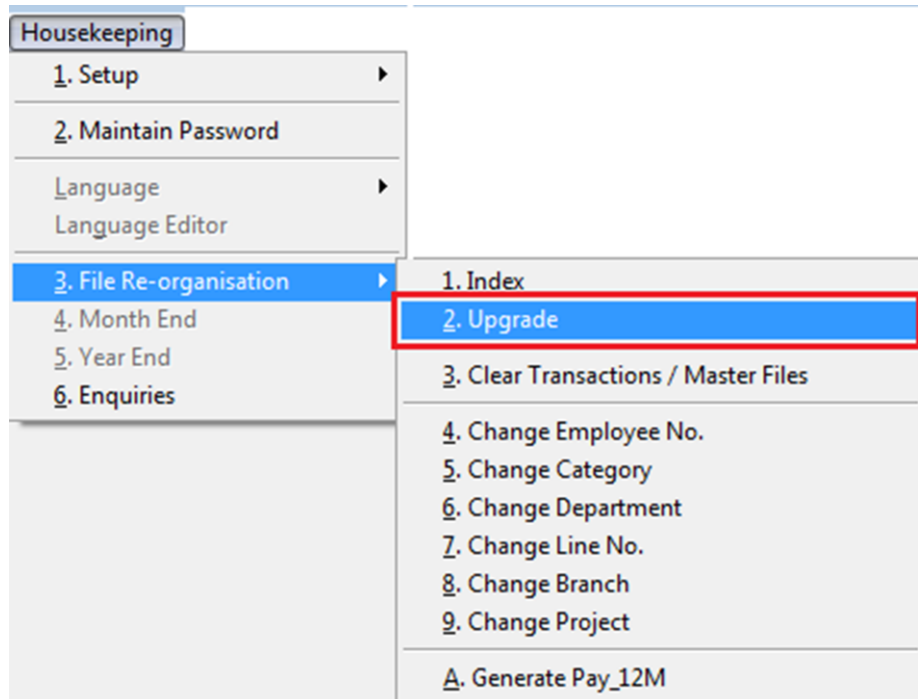 Housekeeping
1. Setup
2. Maintain Password
Language
Language Editor
3. File Re-organisation
4. Month End
5. Year End
6. Enquiries
1. Index
2. Upgrade
3. Clear Transactions / Master Files
4. Change Employee No.
5. Change Category
6. Change Department
7. Change Line No.
8. Change Branch
9. Change Project
A. Generate Pay_12M